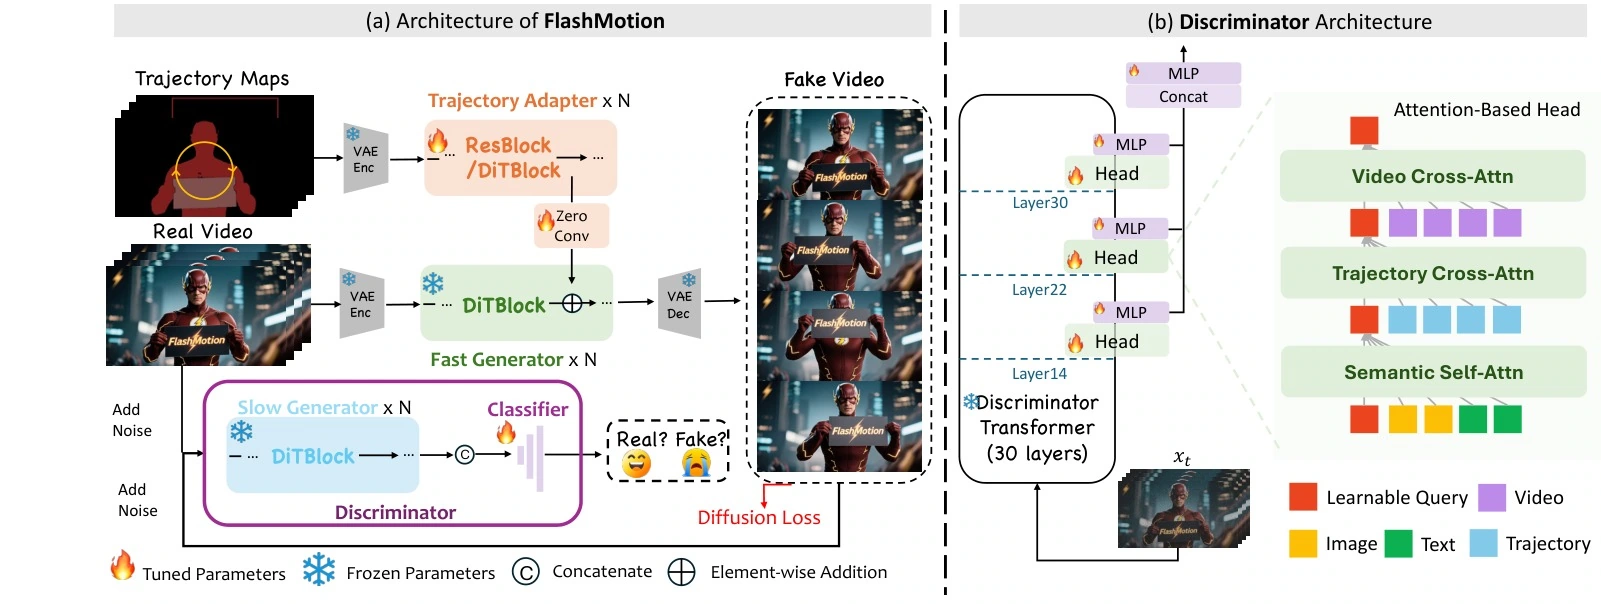 (a) Architecture of FlashMotion
Trajectory Maps
VAE
Enc
Trajectory Adapter x N
ResBlock
/DiTBlock
Zero
Conv
Real Video
FlashMotion
VAE
Enc
DiTBlock
Fast Generator x N
VAE
Dec
Fake Video
FlashMotion
FlashMotion
FlashMotion
FlashMotion
Add
Noise
Add
Noise
Slow Generator x N
DiTBlock
C
Classifier
Discriminator
Real? Fake?
Diffusion Loss
Tuned Parameters
Frozen Parameters
C Concatenate
Element-wise Addition
(b) Discriminator Architecture
MLP
Concat
MLP
Head
Layer30
MLP
Head
Layer22
MLP
Head
Layer14
Discriminator
Transformer
(30 layers)
x_t
FlashMotion
Attention-Based Head
Video Cross-Attn
Trajectory Cross-Attn
Semantic Self-Attn
Learnable Query
Video
Image
Text
Trajectory